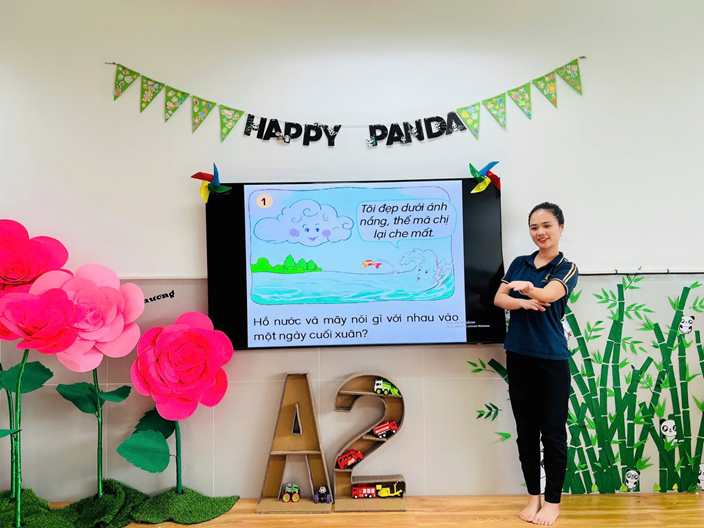 HAPPY PANDA
1
Tôi đẹp dưới ánh
nắng, thế mà chị
lại che mất.
Hồ nước và mây nói gì với nhau vào
một ngày cuối xuân?
A2